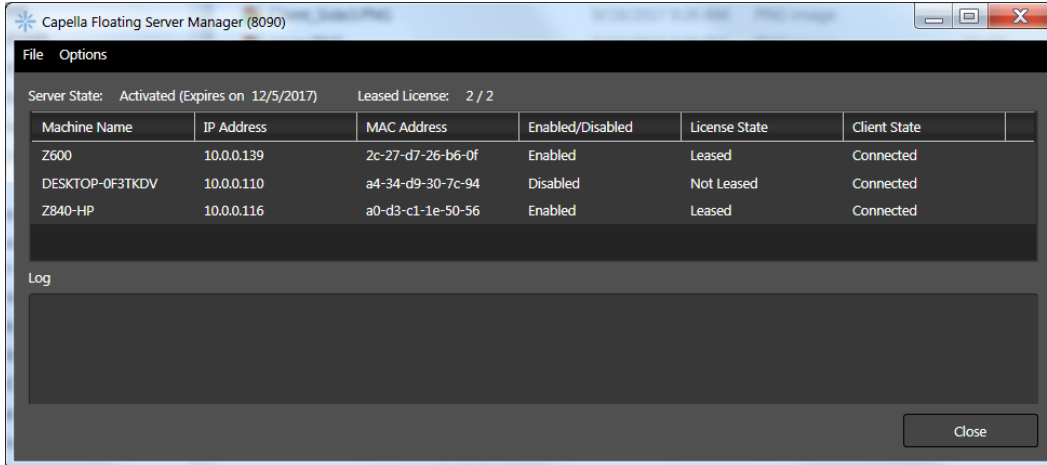 Capella Floating Server Manager (8090)
File Options
Server State: Activated (Expires on 12/5/2017) Leased License: 2 / 2
Machine Name IP Address MAC Address Enabled/Disabled License State Client State
Z600 10.0.0.139 2c-27-d7-26-b6-0f Enabled Leased Connected
DESKTOP-0F3TKDV 10.0.0.110 a4-34-d9-30-7c-94 Disabled Not Leased Connected
Z840-HP 10.0.0.116 a0-d3-c1-1e-50-56 Enabled Leased Connected
Log
Close